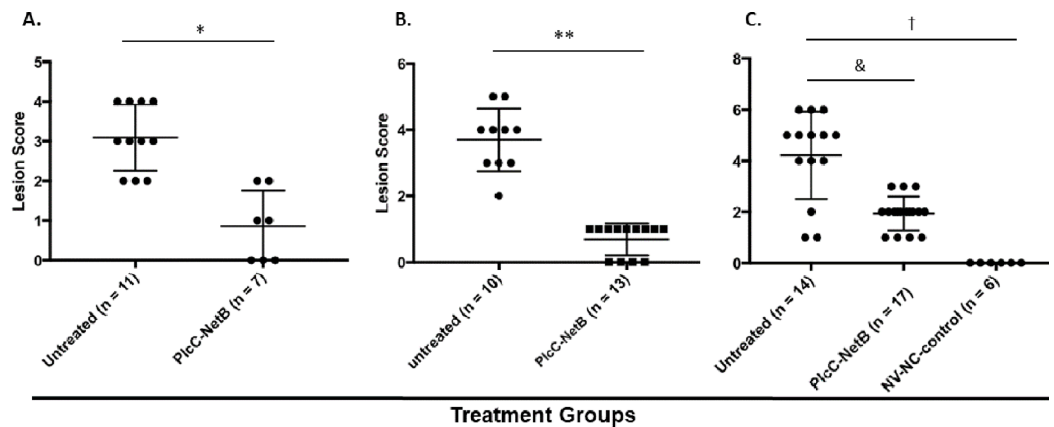 A.
*
Lesion Score
5
4
3
2
1
0
Untreated (n = 11)
PlcC-NetB (n = 7)
B.
**
Lesion Score
6
4
2
0
untreated (n = 10)
PlcC-NetB (n = 13)
C.
†
&
8
6
4
2
0
Untreated (n = 14)
PlcC-NetB (n = 17)
NV-NC-control (n = 6)
Treatment Groups